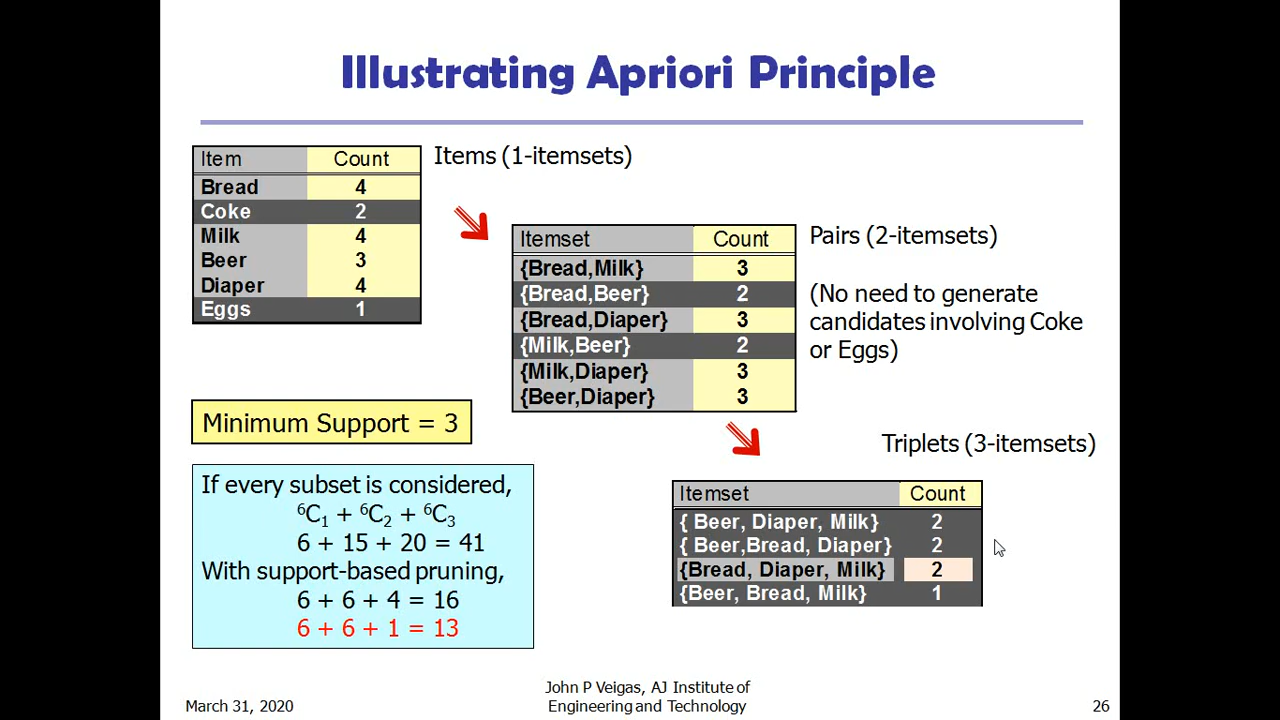 Illustrating Apriori Principle
Item Count
Bread 4
Coke 2
Milk 4
Beer 3
Diaper 4
Eggs 1
Items (1-itemsets)
Itemset Count
{Bread,Milk} 3
{Bread,Beer} 2
{Bread,Diaper} 3
{Milk,Beer} 2
{Milk,Diaper} 3
{Beer,Diaper} 3
Pairs (2-itemsets)
(No need to generate
candidates involving Coke
or Eggs)
Minimum Support = 3
If every subset is considered,
⁶C₁ + ⁶C₂ + ⁶C₃
6 + 15 + 20 = 41
With support-based pruning,
6 + 6 + 4 = 16
6 + 6 + 1 = 13
Triplets (3-itemsets)
Itemset Count
{ Beer, Diaper, Milk} 2
{ Beer,Bread, Diaper} 2
{Bread, Diaper, Milk} 2
{Beer, Bread, Milk} 1
March 31, 2020
John P Veigas, AJ Institute of
Engineering and Technology
26